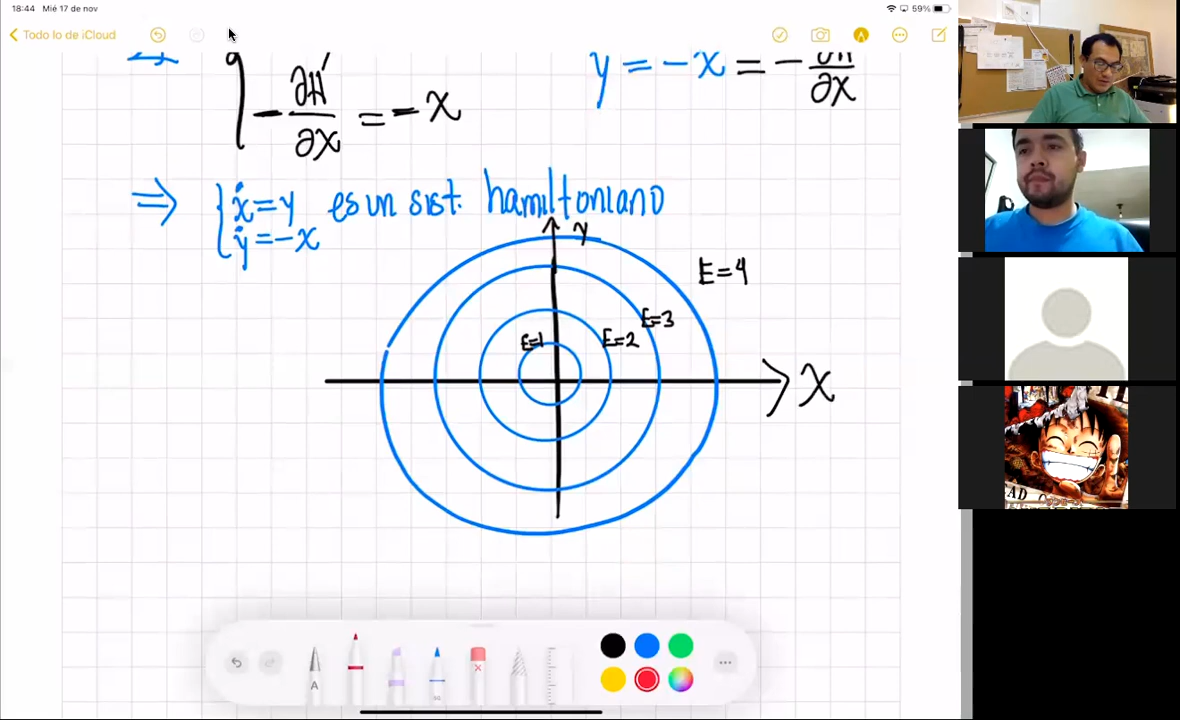 18:44 Mié 17 de nov
59%
Todo lo de iCloud
- ∂H / ∂x = - x
y = -x = - ∂H / ∂x
⇒ { ẋ = y es un sist. hamiltoniano
ẏ = -x
y
E=4
E=3
E=1
E=2
x
A
AD